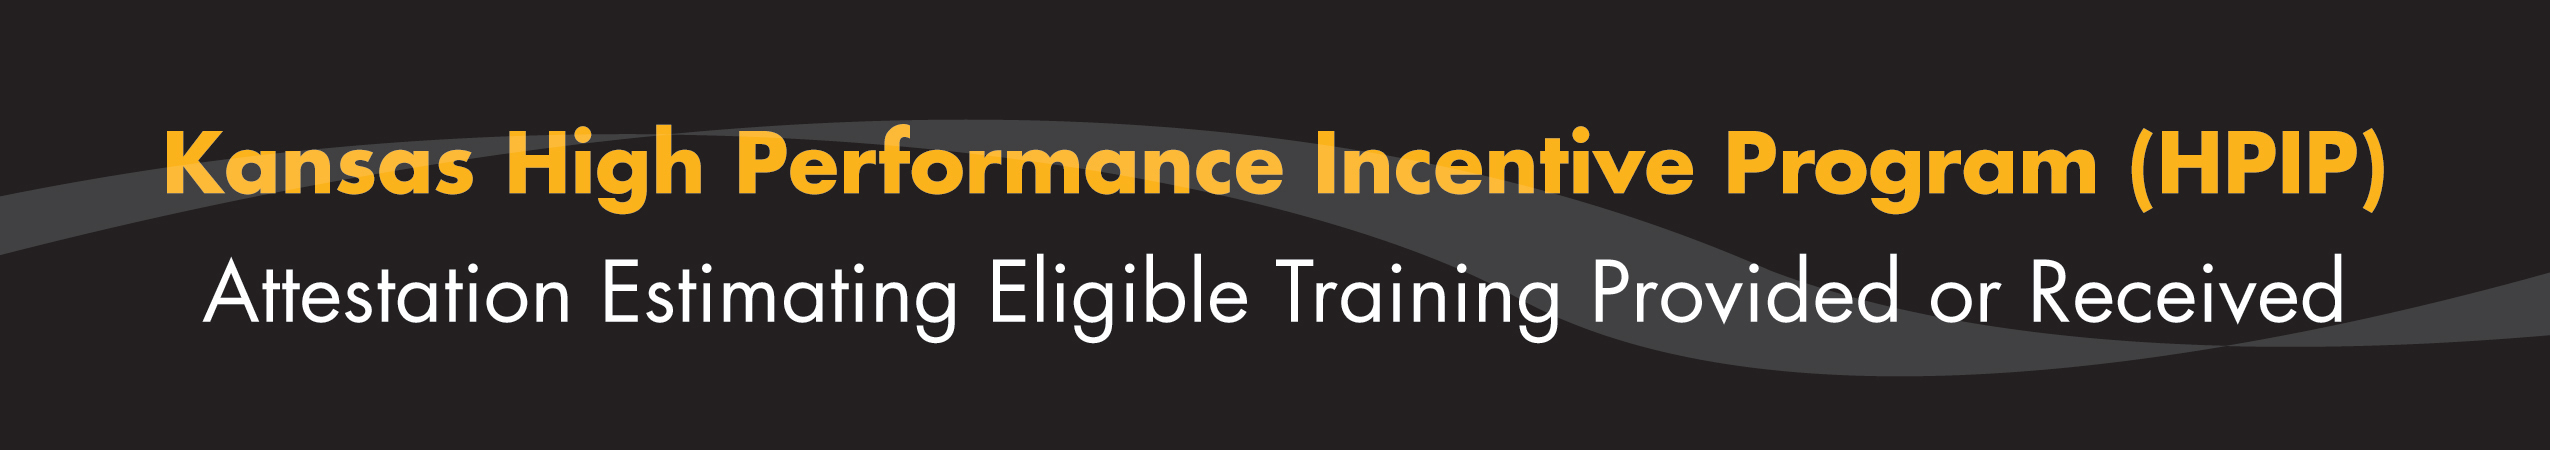 Kansas High Performance Incentive Program (HPIP)
Attestation Estimating Eligible Training Provided or Received